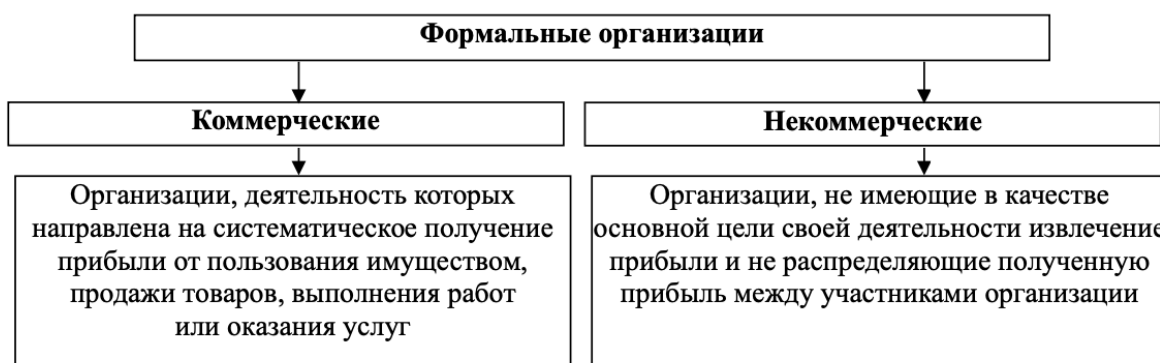 Формальные организации
Коммерческие
Некоммерческие
Организации, деятельность которых
направлена на систематическое получение
прибыли от пользования имуществом,
продажи товаров, выполнения работ
или оказания услуг
Организации, не имеющие в качестве
основной цели своей деятельности извлечение
прибыли и не распределяющие полученную
прибыль между участниками организации